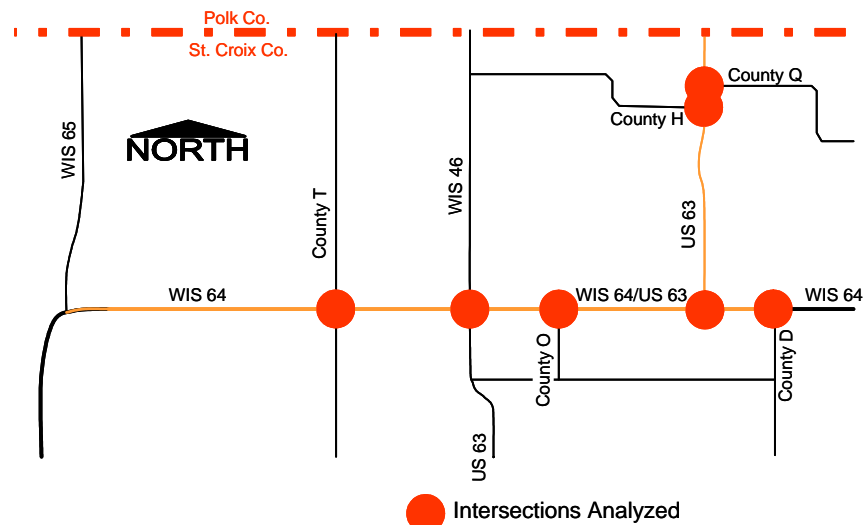 Polk Co.
St. Croix Co.
County Q
County H
WIS 65
NORTH
County T
WIS 46
US 63
WIS 64
WIS 64/US 63
WIS 64
County O
County D
US 63
Intersections Analyzed